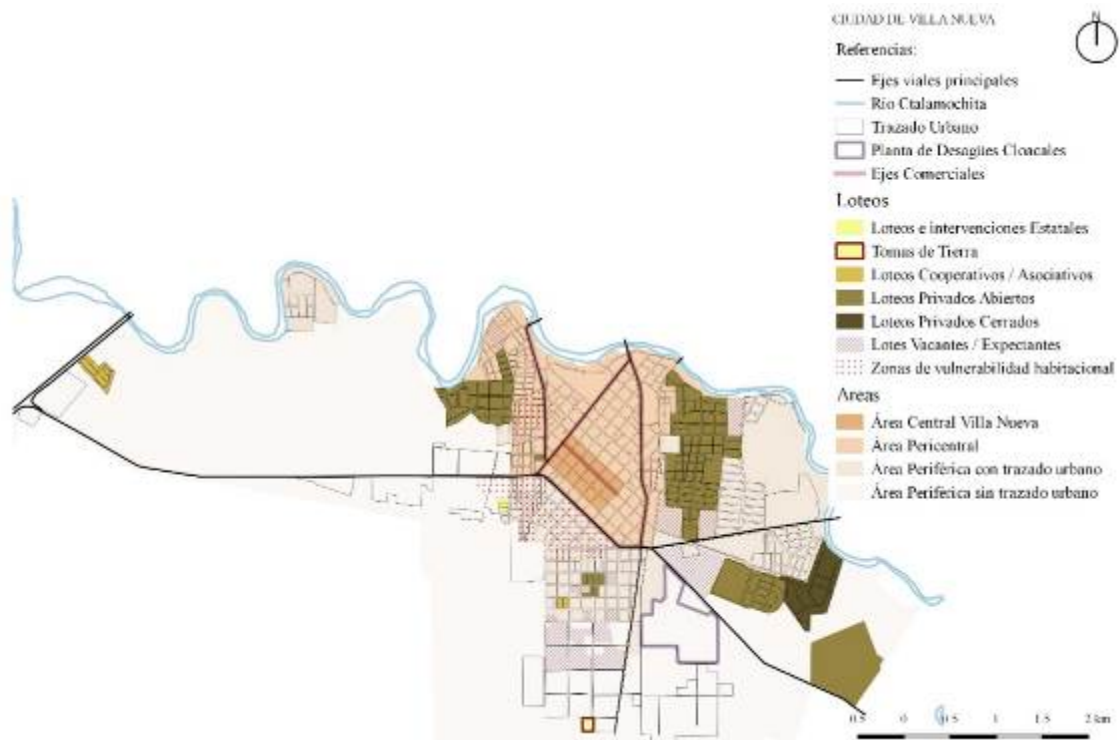 CIUDAD DE VILLA NUEVA
N
Referencias:
Ejes viales principales
Río Ctalamochita
Trazado Urbano
Planta de Desagües Cloacales
Ejes Comerciales
Loteos
Loteos e intervenciones Estatales
Tomas de Tierra
Loteos Cooperativos / Asociativos
Loteos Privados Abiertos
Loteos Privados Cerrados
Lotes Vacantes / Expectantes
Zonas de vulnerabilidad habitacional
Areas
Área Central Villa Nueva
Área Pericentral
Área Periférica con trazado urbano
Área Periférica sin trazado urbano
0.5 0 0.5 1 1.5 2 km